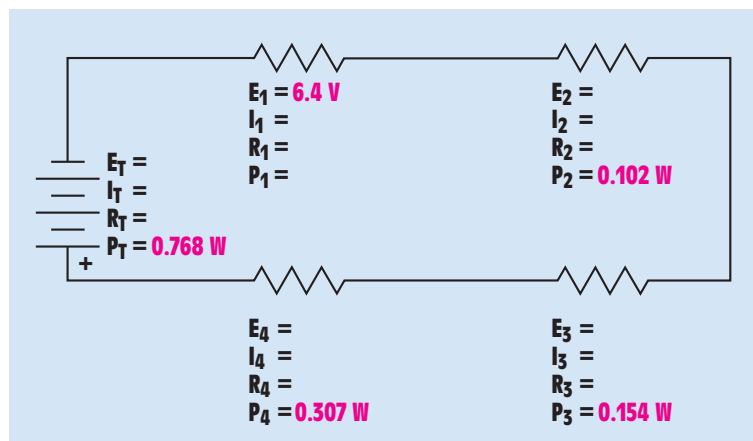 E1 = 6.4 V
I1 =
R1 =
P1 =
E2 =
I2 =
R2 =
P2 = 0.102 W
ET =
IT =
RT =
PT = 0.768 W
+
E4 =
I4 =
R4 =
P4 = 0.307 W
E3 =
I3 =
R3 =
P3 = 0.154 W